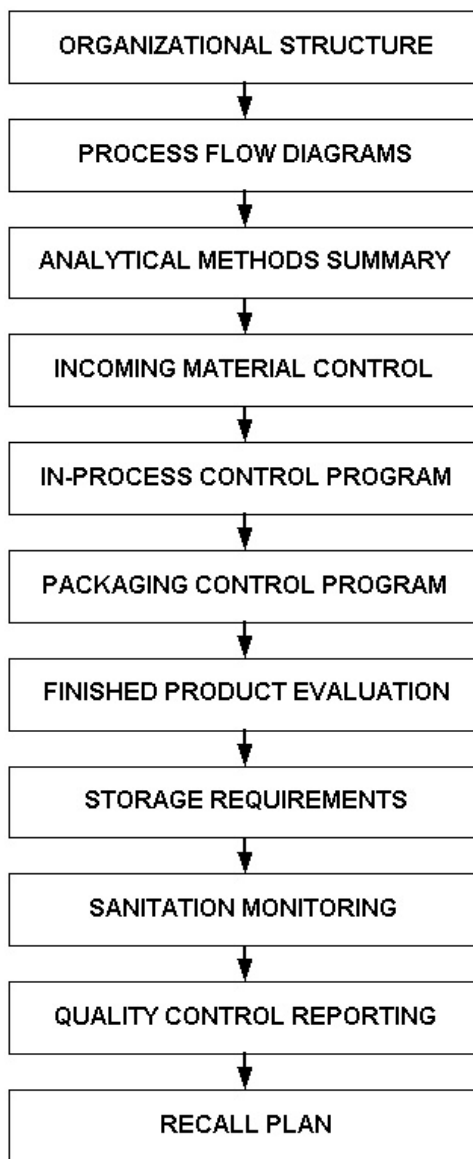 ORGANIZATIONAL STRUCTURE
PROCESS FLOW DIAGRAMS
ANALYTICAL METHODS SUMMARY
INCOMING MATERIAL CONTROL
IN-PROCESS CONTROL PROGRAM
PACKAGING CONTROL PROGRAM
FINISHED PRODUCT EVALUATION
STORAGE REQUIREMENTS
SANITATION MONITORING
QUALITY CONTROL REPORTING
RECALL PLAN